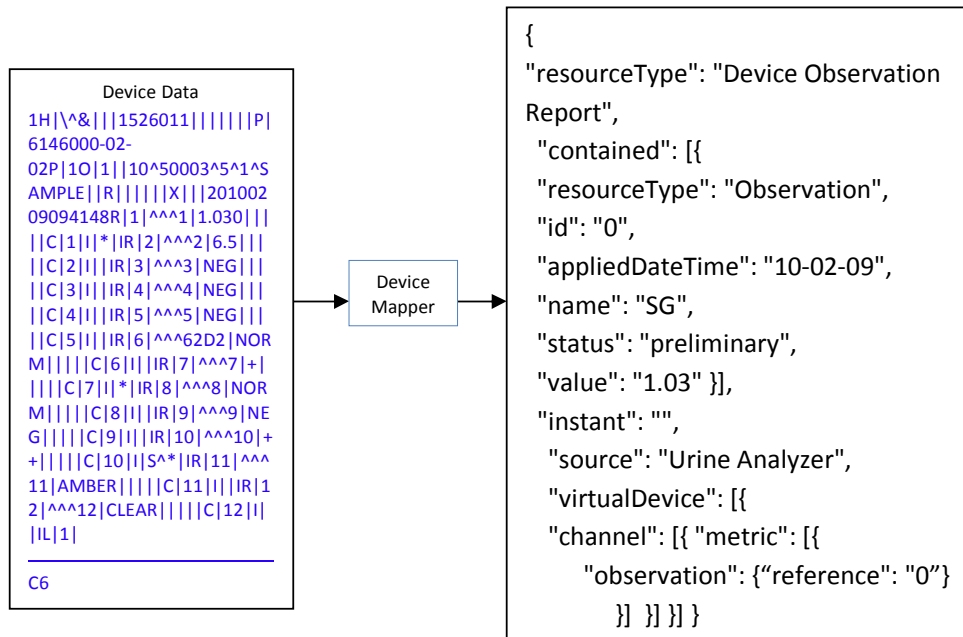 Device Data
1H|\^&|||1526011|||||||P|
6146000-02-
02P|1O|1||10^50003^5^1^S
AMPLE||R||||||X|||201002
09094148R|1|^^^1|1.030|||
||C|1|I|*|IR|2|^^^2|6.5|||
||C|2|I||IR|3|^^^3|NEG|||
||C|3|I||IR|4|^^^4|NEG|||
||C|4|I||IR|5|^^^5|NEG|||
||C|5|I||IR|6|^^^62D2|NOR
M|||||C|6|I||IR|7|^^^7|+|
||||C|7|I|*|IR|8|^^^8|NOR
M|||||C|8|I||IR|9|^^^9|NE
G|||||C|9|I||IR|10|^^^10|+
+|||||C|10|I|S^*|IR|11|^^^
11|AMBER|||||C|11|I||IR|1
2|^^^12|CLEAR|||||C|12|I|
|IL|1|
C6
Device
Mapper
{
"resourceType": "Device Observation
Report",
"contained": [{
"resourceType": "Observation",
"id": "0",
"appliedDateTime": "10-02-09",
"name": "SG",
"status": "preliminary",
"value": "1.03" }],
"instant": "",
"source": "Urine Analyzer",
"virtualDevice": [{
"channel": [{ "metric": [{
"observation": {“reference": "0”}
}] }] }] }